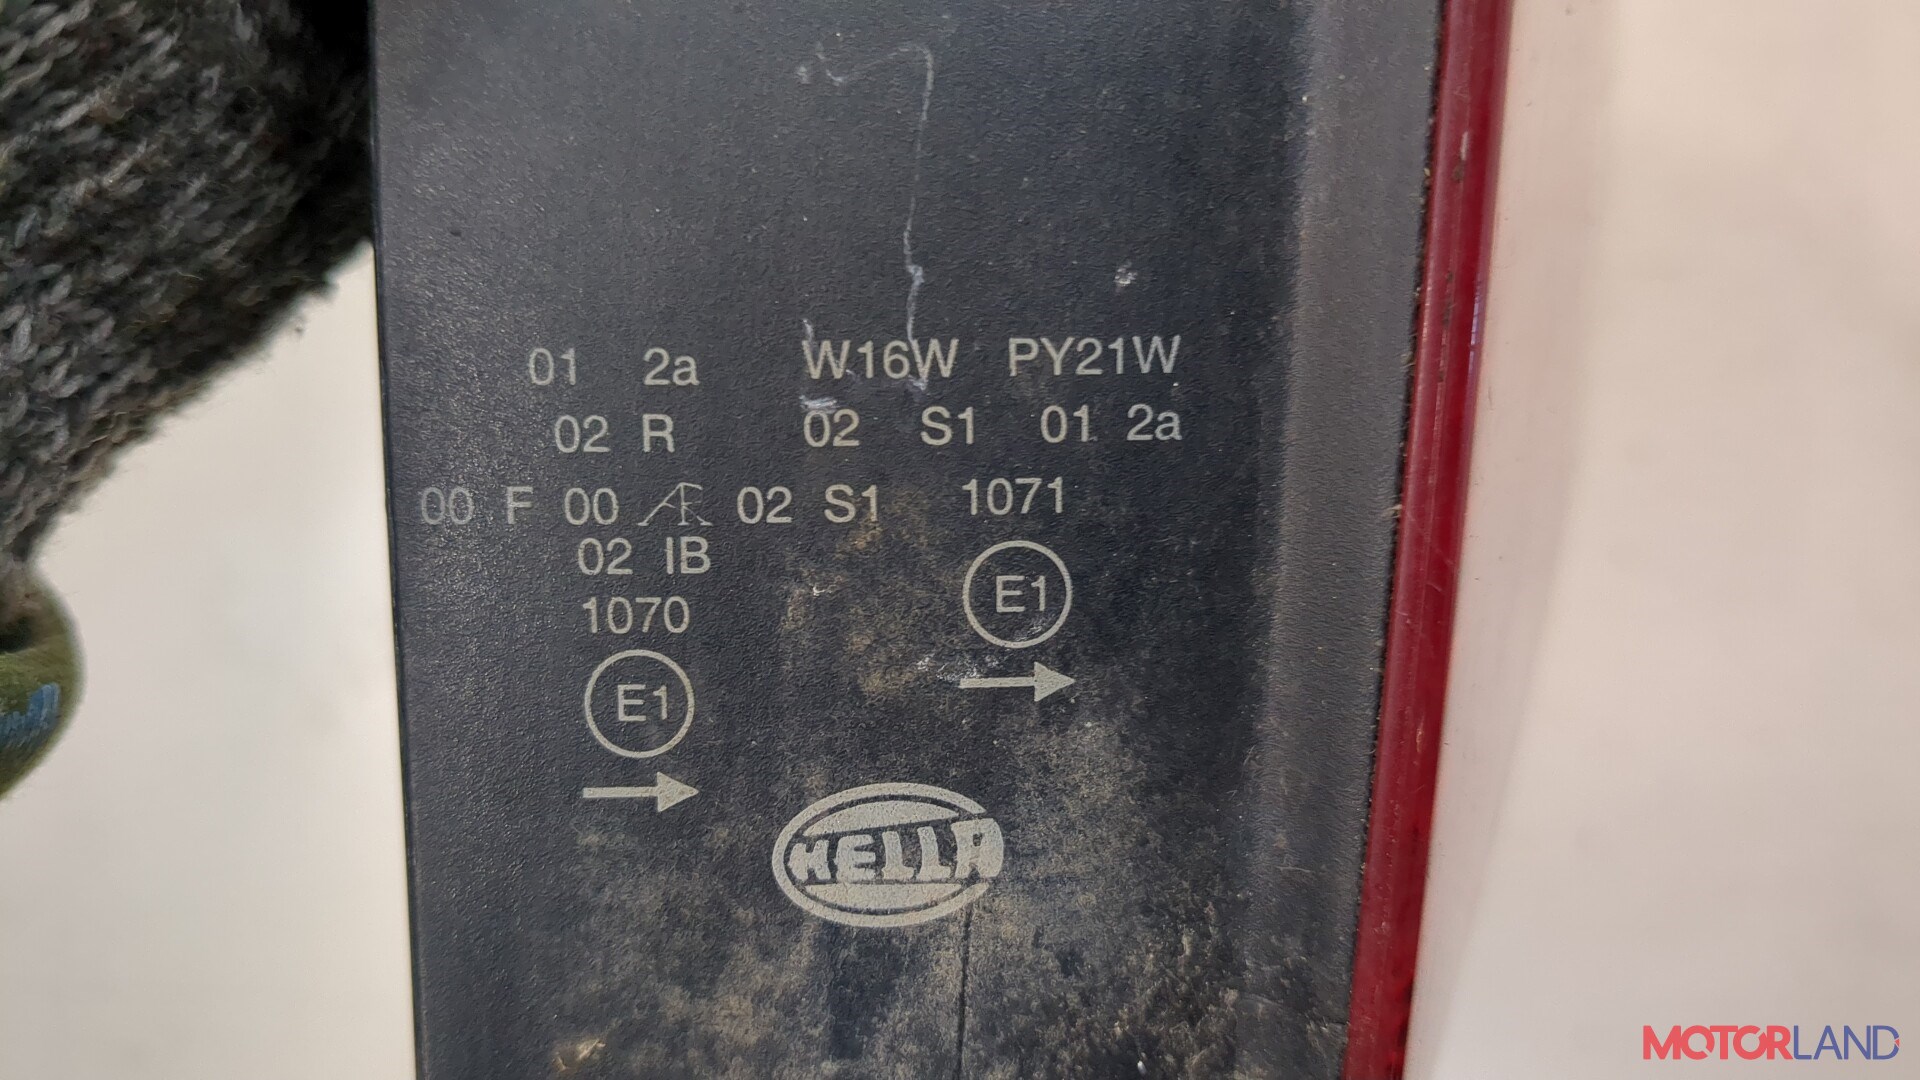 01 2a W16W PY21W
02 R 02 S1 01 2a
00 F 00 AR 02 S1 1071
02 IB
1070
E1
E1
HELLA
MOTORLAND